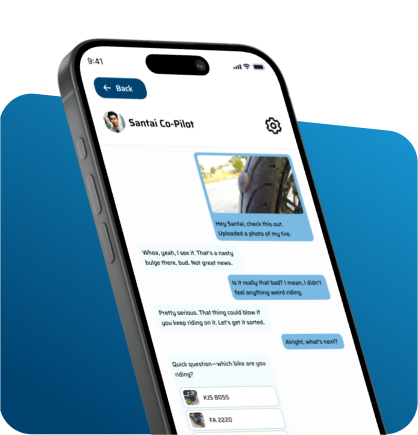 9:41
Back
Santai Co-Pilot
Hey Santai, check this out.
Uploaded a photo of my tire.
Whoa, yeah, I see it. That's a nasty
bulge there, bud. Not great news.
Is it really that bad? I mean, I didn't
feel anything weird riding.
Pretty serious. That thing could blow if
you keep riding on it. Let's get it sorted.
Alright, what's next?
Quick question—which bike are you
riding?
KJS 8055
FA 2220